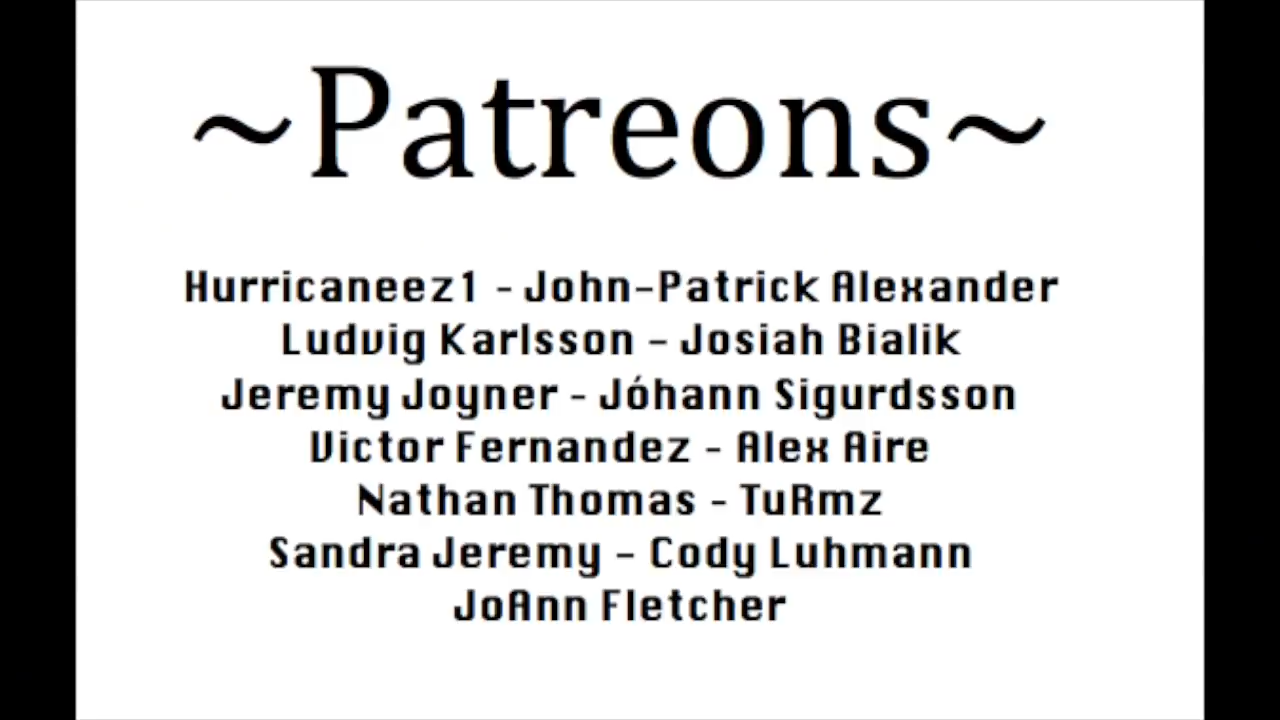 ~Patreons~
Hurricaneez1 - John-Patrick Alexander
Ludvig Karlsson - Josiah Bialik
Jeremy Joyner - Jóhann Sigurdsson
Victor Fernandez - Alex Aire
Nathan Thomas - TuRmz
Sandra Jeremy - Cody Luhmann
JoAnn Fletcher